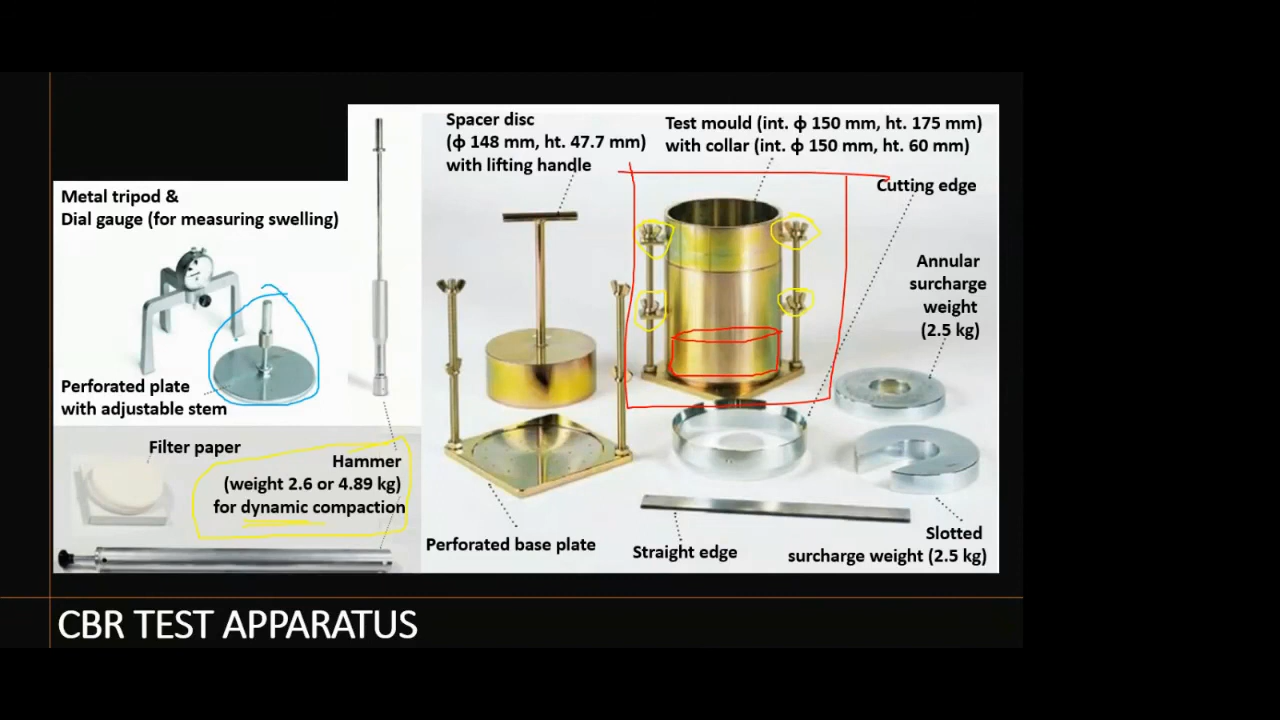 Spacer disc
(ф 148 mm, ht. 47.7 mm)
with lifting handle
Test mould (int. ф 150 mm, ht. 175 mm)
with collar (int. ф 150 mm, ht. 60 mm)
Cutting edge
Metal tripod &
Dial gauge (for measuring swelling)
Annular
surcharge
weight
(2.5 kg)
Perforated plate
with adjustable stem
Filter paper
Hammer
(weight 2.6 or 4.89 kg)
for dynamic compaction
Perforated base plate
Straight edge
Slotted
surcharge weight (2.5 kg)
CBR TEST APPARATUS